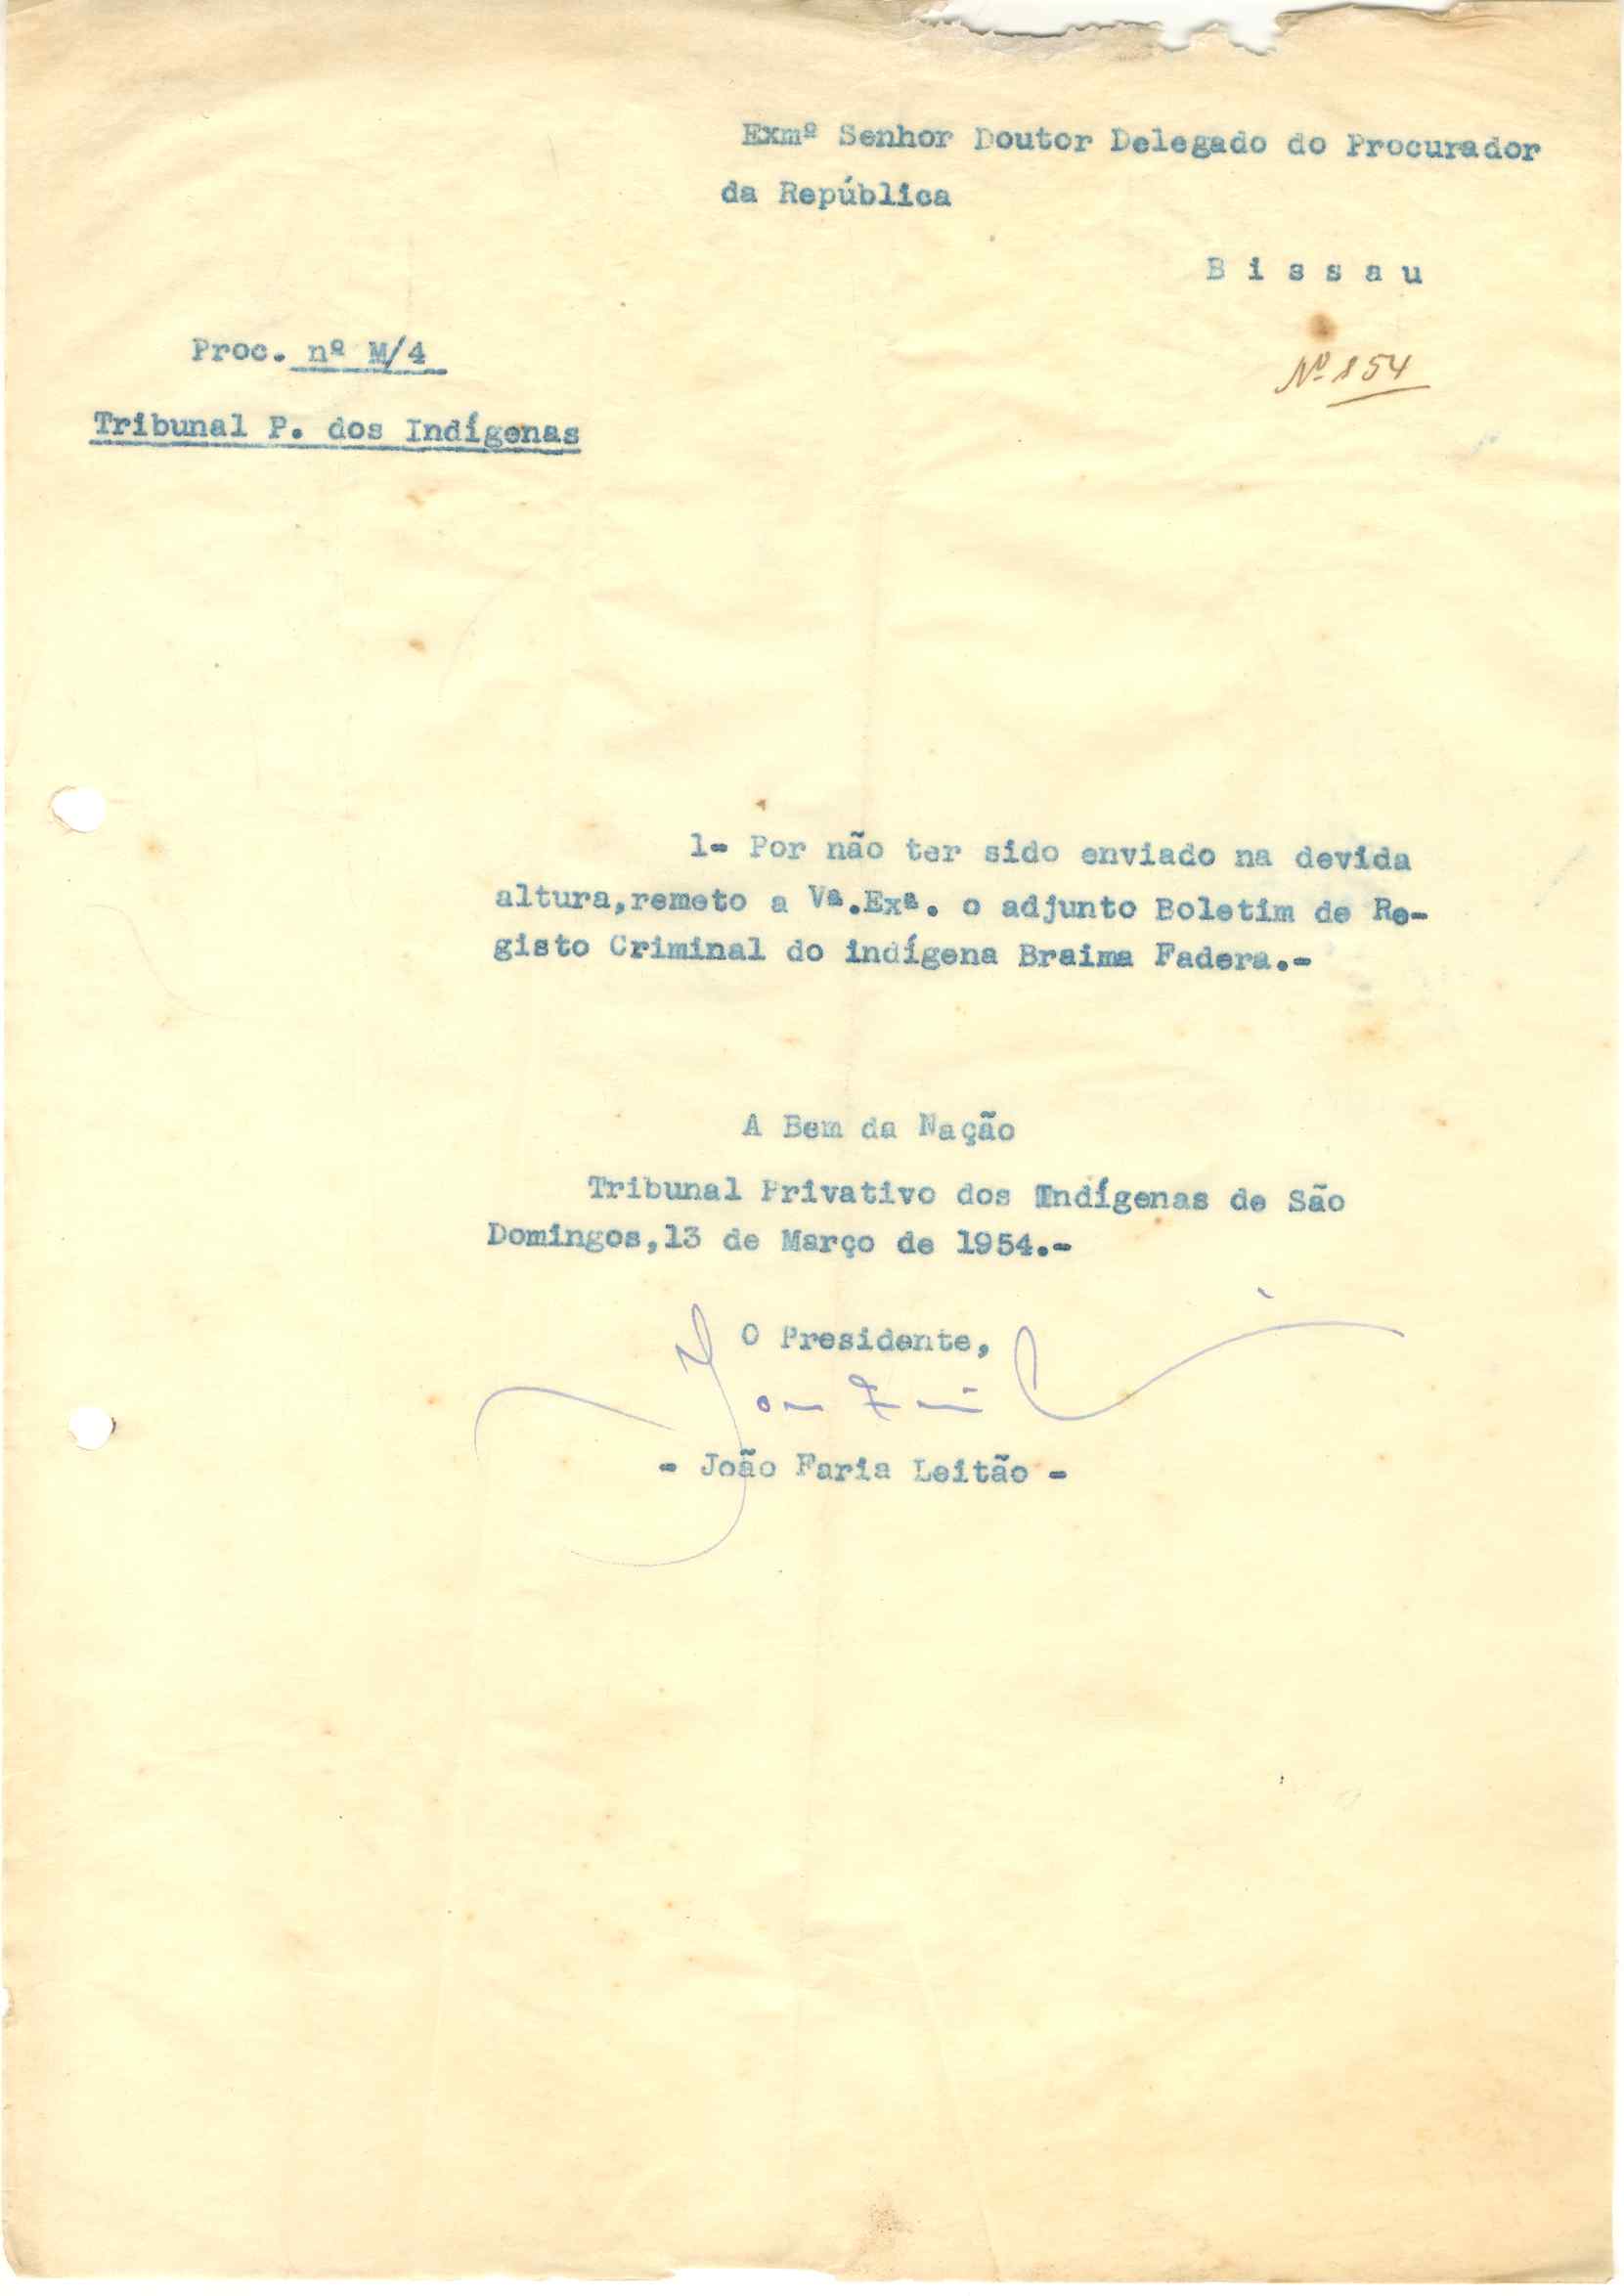 Exmº Senhor Doutor Delegado do Procurador
da República
B i s s a u
Proc. nº M/4
Nº 154
Tribunal P. dos Indígenas
1- Por não ter sido enviado na devida
altura,remeto a Vª.Exª. o adjunto Boletim de Re-
gisto Criminal do indígena Braima Fadera.-
A Bem da Nação
Tribunal Privativo dos Indígenas de São
Domingos,13 de Março de 1954.-
O Presidente,
- João Faria Leitão -